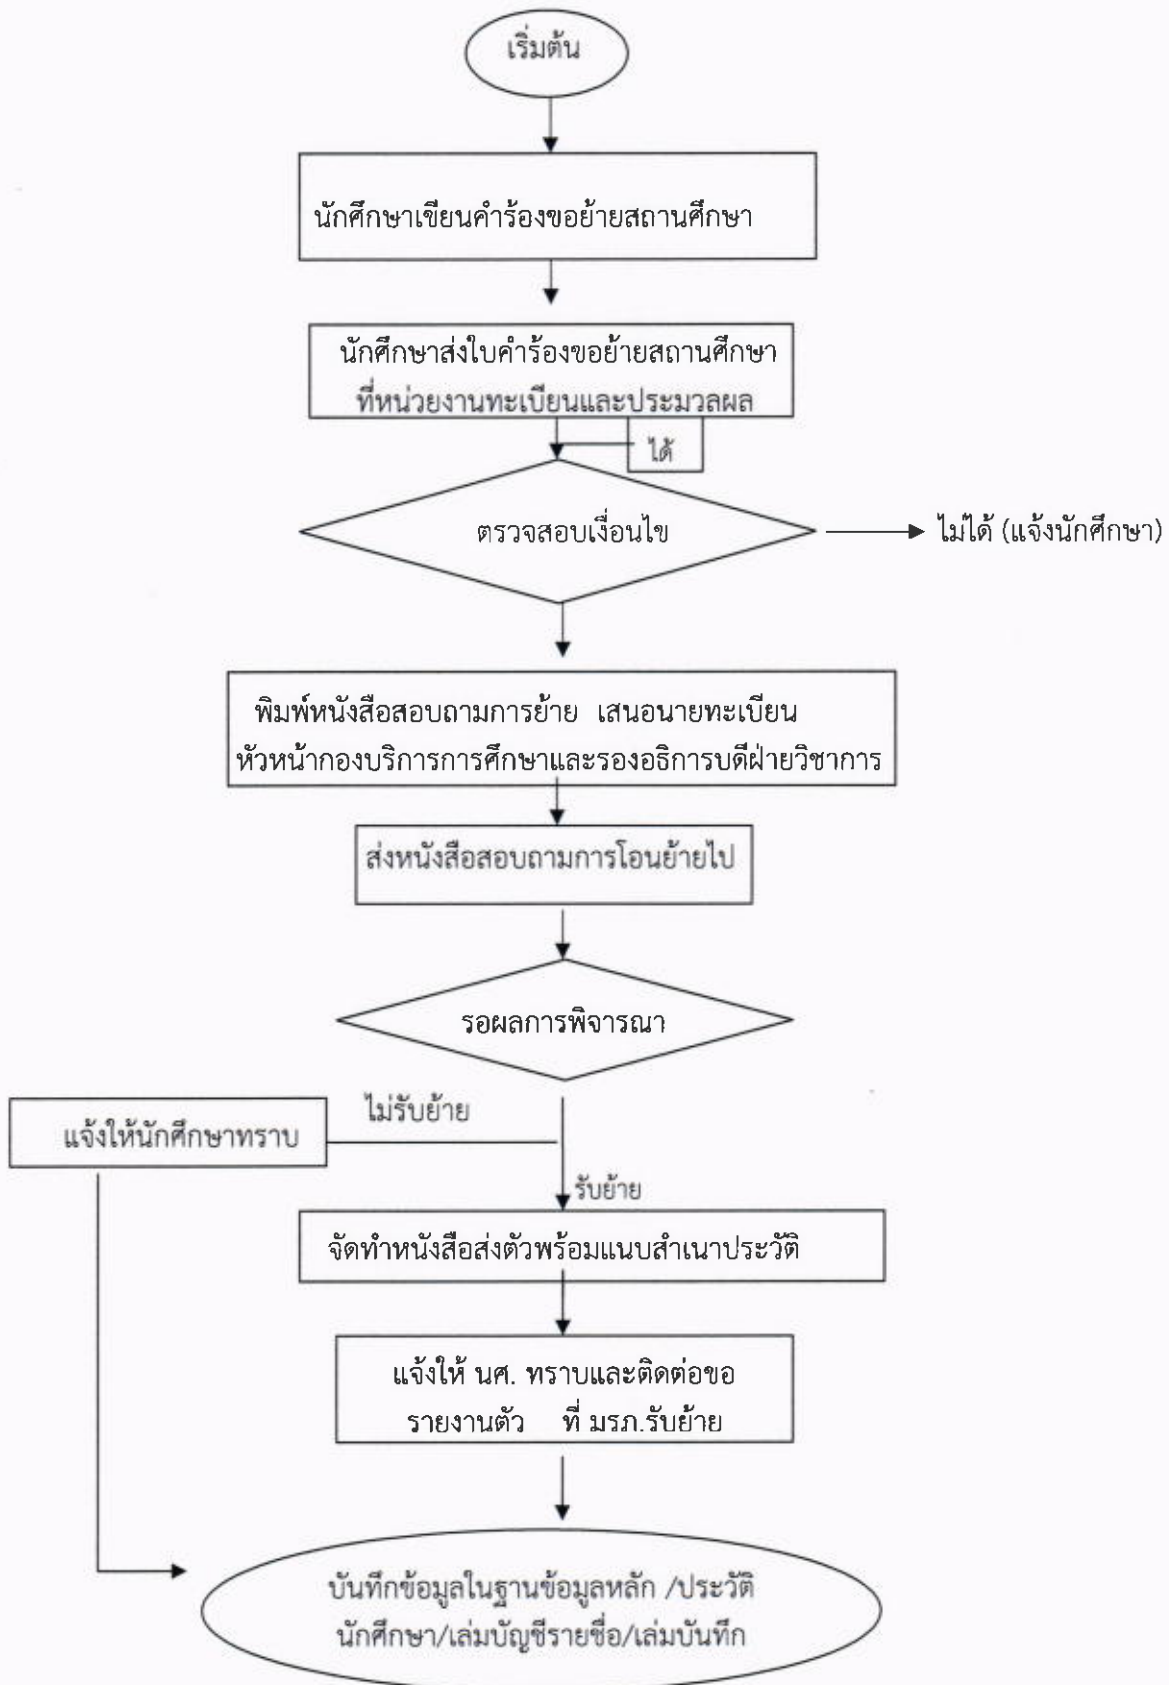 เริ่มต้น
นักศึกษาเขียนคำร้องขอย้ายสถานศึกษา
นักศึกษาส่งใบคำร้องขอย้ายสถานศึกษา
ที่หน่วยงานทะเบียนและประมวลผล
ได้
ตรวจสอบเงื่อนไข
ไม่ได้ (แจ้งนักศึกษา)
พิมพ์หนังสือสอบถามการย้าย เสนอนายทะเบียน
หัวหน้ากองบริการการศึกษาและรองอธิการบดีฝ่ายวิชาการ
ส่งหนังสือสอบถามการโอนย้ายไป
รอผลการพิจารณา
ไม่รับย้าย
แจ้งให้นักศึกษาทราบ
รับย้าย
จัดทำหนังสือส่งตัวพร้อมแนบสำเนาประวัติ
แจ้งให้ นศ. ทราบและติดต่อขอ
รายงานตัว ที่ มรภ.รับย้าย
บันทึกข้อมูลในฐานข้อมูลหลัก /ประวัติ
นักศึกษา/เล่มบัญชีรายชื่อ/เล่มบันทึก